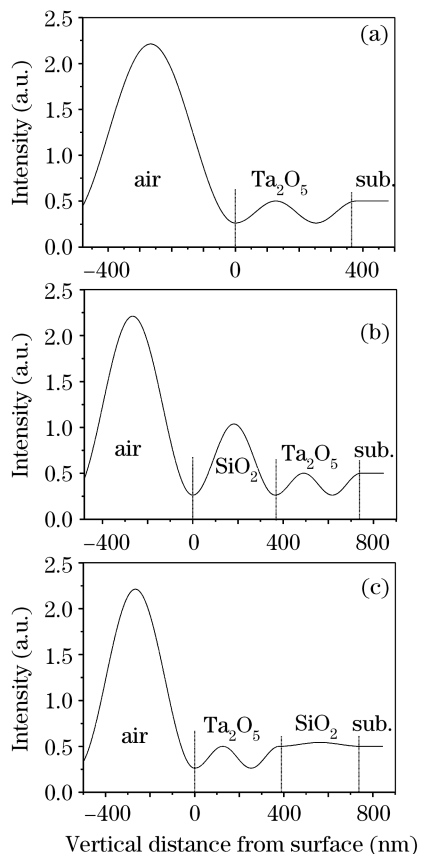 2.5
2.0
1.5
1.0
0.5
0.0
Intensity (a.u.)
(a)
air
Ta₂O₅
sub.
−400 0 400
2.5
2.0
1.5
1.0
0.5
0.0
Intensity (a.u.)
(b)
air
SiO₂
Ta₂O₅
sub.
−400 0 400 800
2.5
2.0
1.5
1.0
0.5
0.0
Intensity (a.u.)
(c)
air
Ta₂O₅
SiO₂
sub.
−400 0 400 800
Vertical distance from surface (nm)